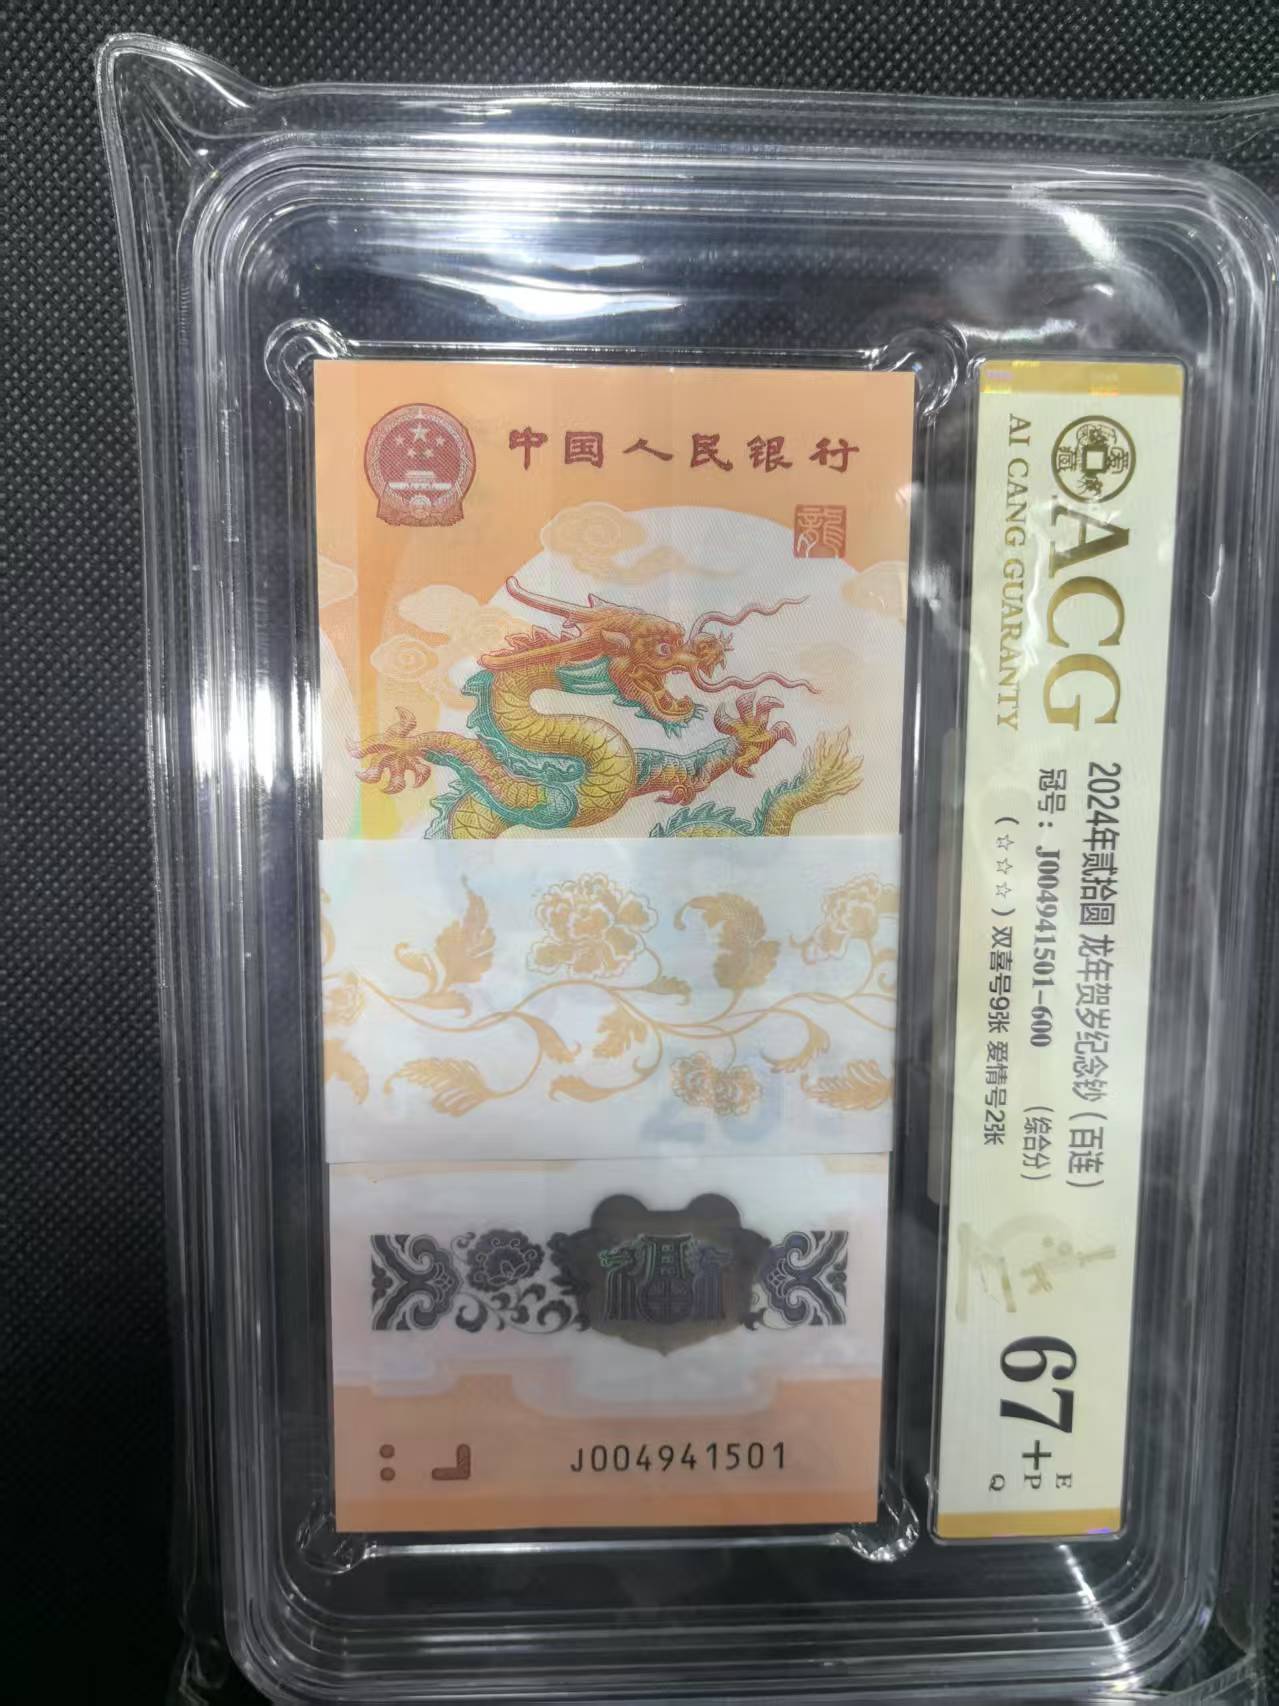 中国人民银行
龍
J004941501
ACG
AI CANG GUARANTY
2024年贰拾圆 龙年贺岁纪念钞（百连）
冠号：J004941501-600 （综合分）
（☆☆☆）双喜号9张 爱情号2张
67+
E
P
Q